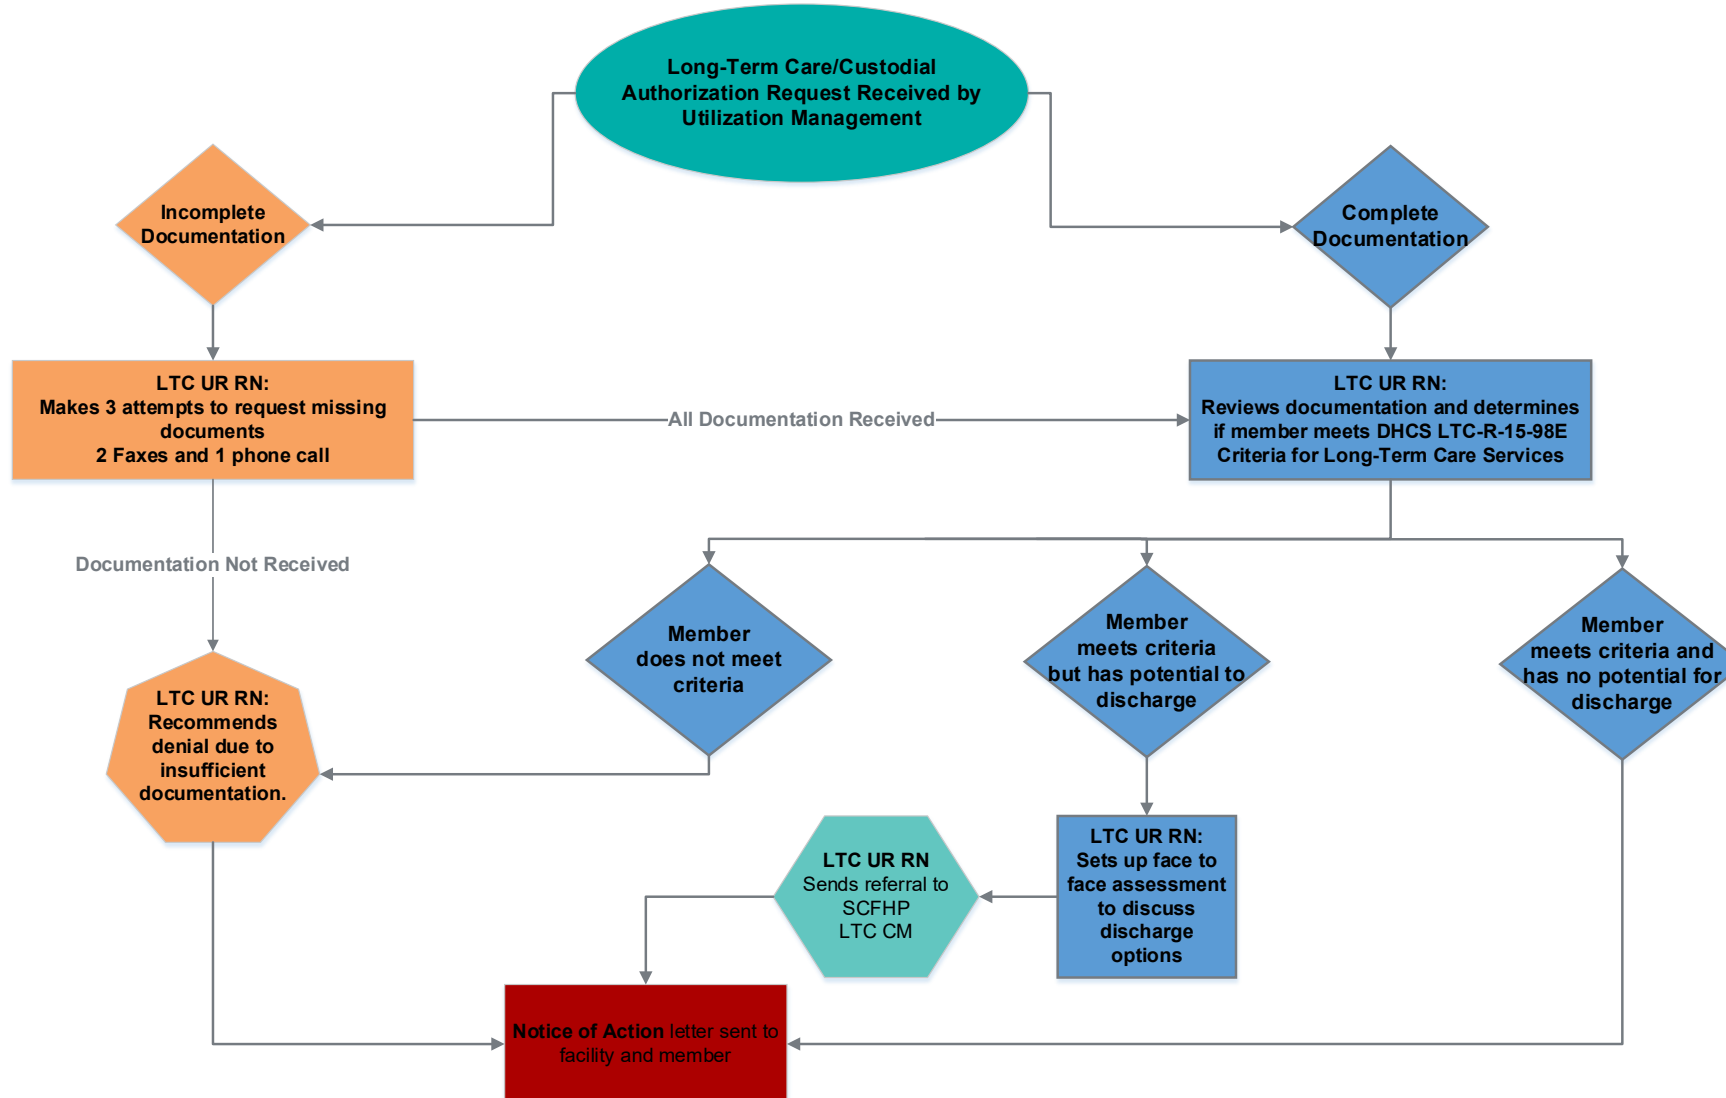 Long-Term Care/Custodial
Authorization Request Received by
Utilization Management
Incomplete
Documentation
Complete
Documentation
LTC UR RN:
Makes 3 attempts to request missing
documents
2 Faxes and 1 phone call
All Documentation Received
LTC UR RN:
Reviews documentation and determines
if member meets DHCS LTC-R-15-98E
Criteria for Long-Term Care Services
Documentation Not Received
Member
does not meet
criteria
Member
meets criteria
but has potential to
discharge
Member
meets criteria and
has no potential for
discharge
LTC UR RN:
Recommends
denial due to
insufficient
documentation.
LTC UR RN
Sends referral to
SCFHP
LTC CM
LTC UR RN:
Sets up face to
face assessment
to discuss
discharge
options
Notice of Action letter sent to
facility and member